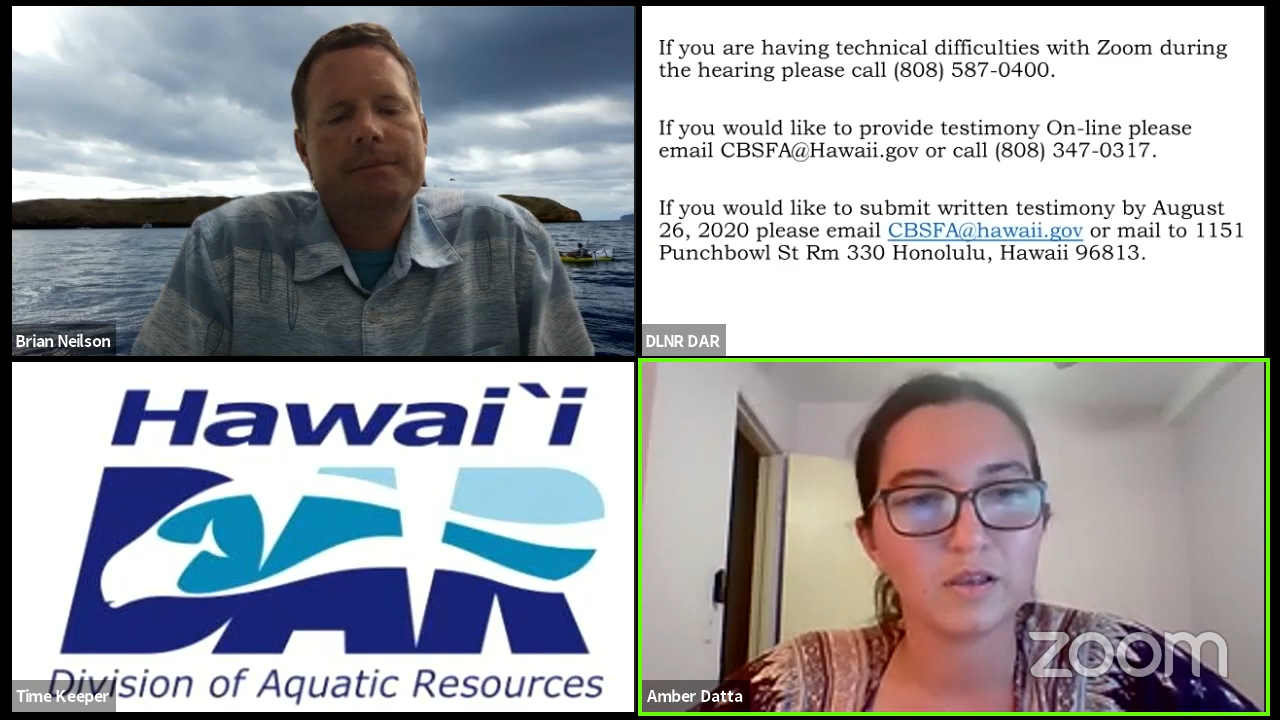 If you are having technical difficulties with Zoom during
the hearing please call (808) 587-0400.
If you would like to provide testimony On-line please
email CBSFA@Hawaii.gov or call (808) 347-0317.
If you would like to submit written testimony by August
26, 2020 please email CBSFA@hawaii.gov or mail to 1151
Punchbowl St Rm 330 Honolulu, Hawaii 96813.
Brian Neilson
DLNR DAR
Hawai`i
DAR
Division of Aquatic Resources
Time Keeper
zoom
Amber Datta